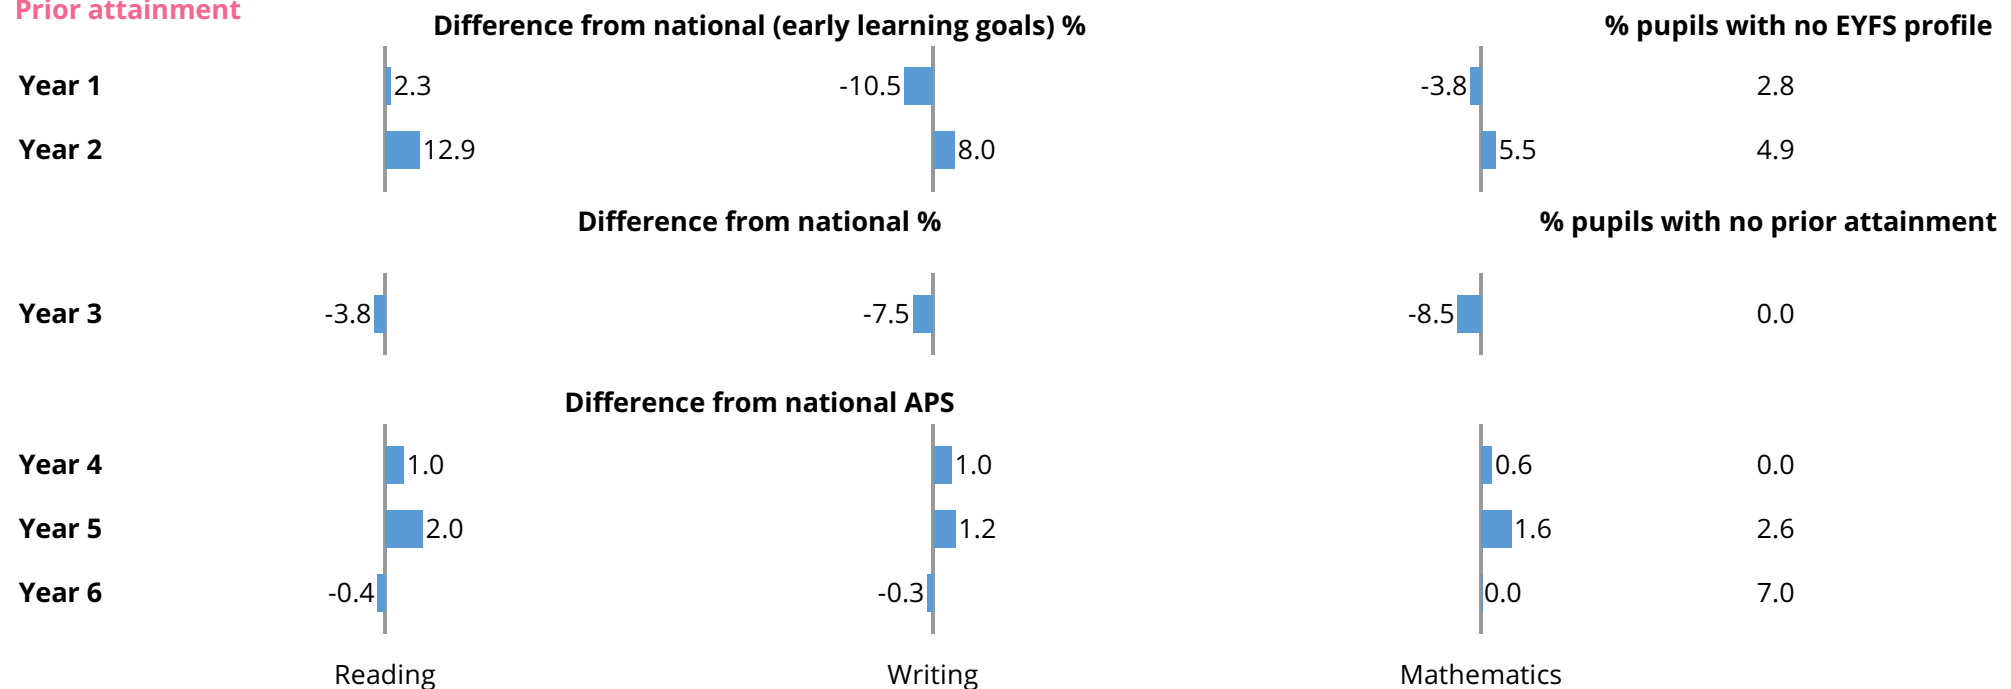 Prior attainment
Difference from national (early learning goals) % % pupils with no EYFS profile
Year 1 2.3 -10.5 -3.8 2.8
Year 2 12.9 8.0 5.5 4.9
Difference from national % % pupils with no prior attainment
Year 3 -3.8 -7.5 -8.5 0.0
Difference from national APS
Year 4 1.0 1.0 0.6 0.0
Year 5 2.0 1.2 1.6 2.6
Year 6 -0.4 -0.3 0.0 7.0
Reading Writing Mathematics